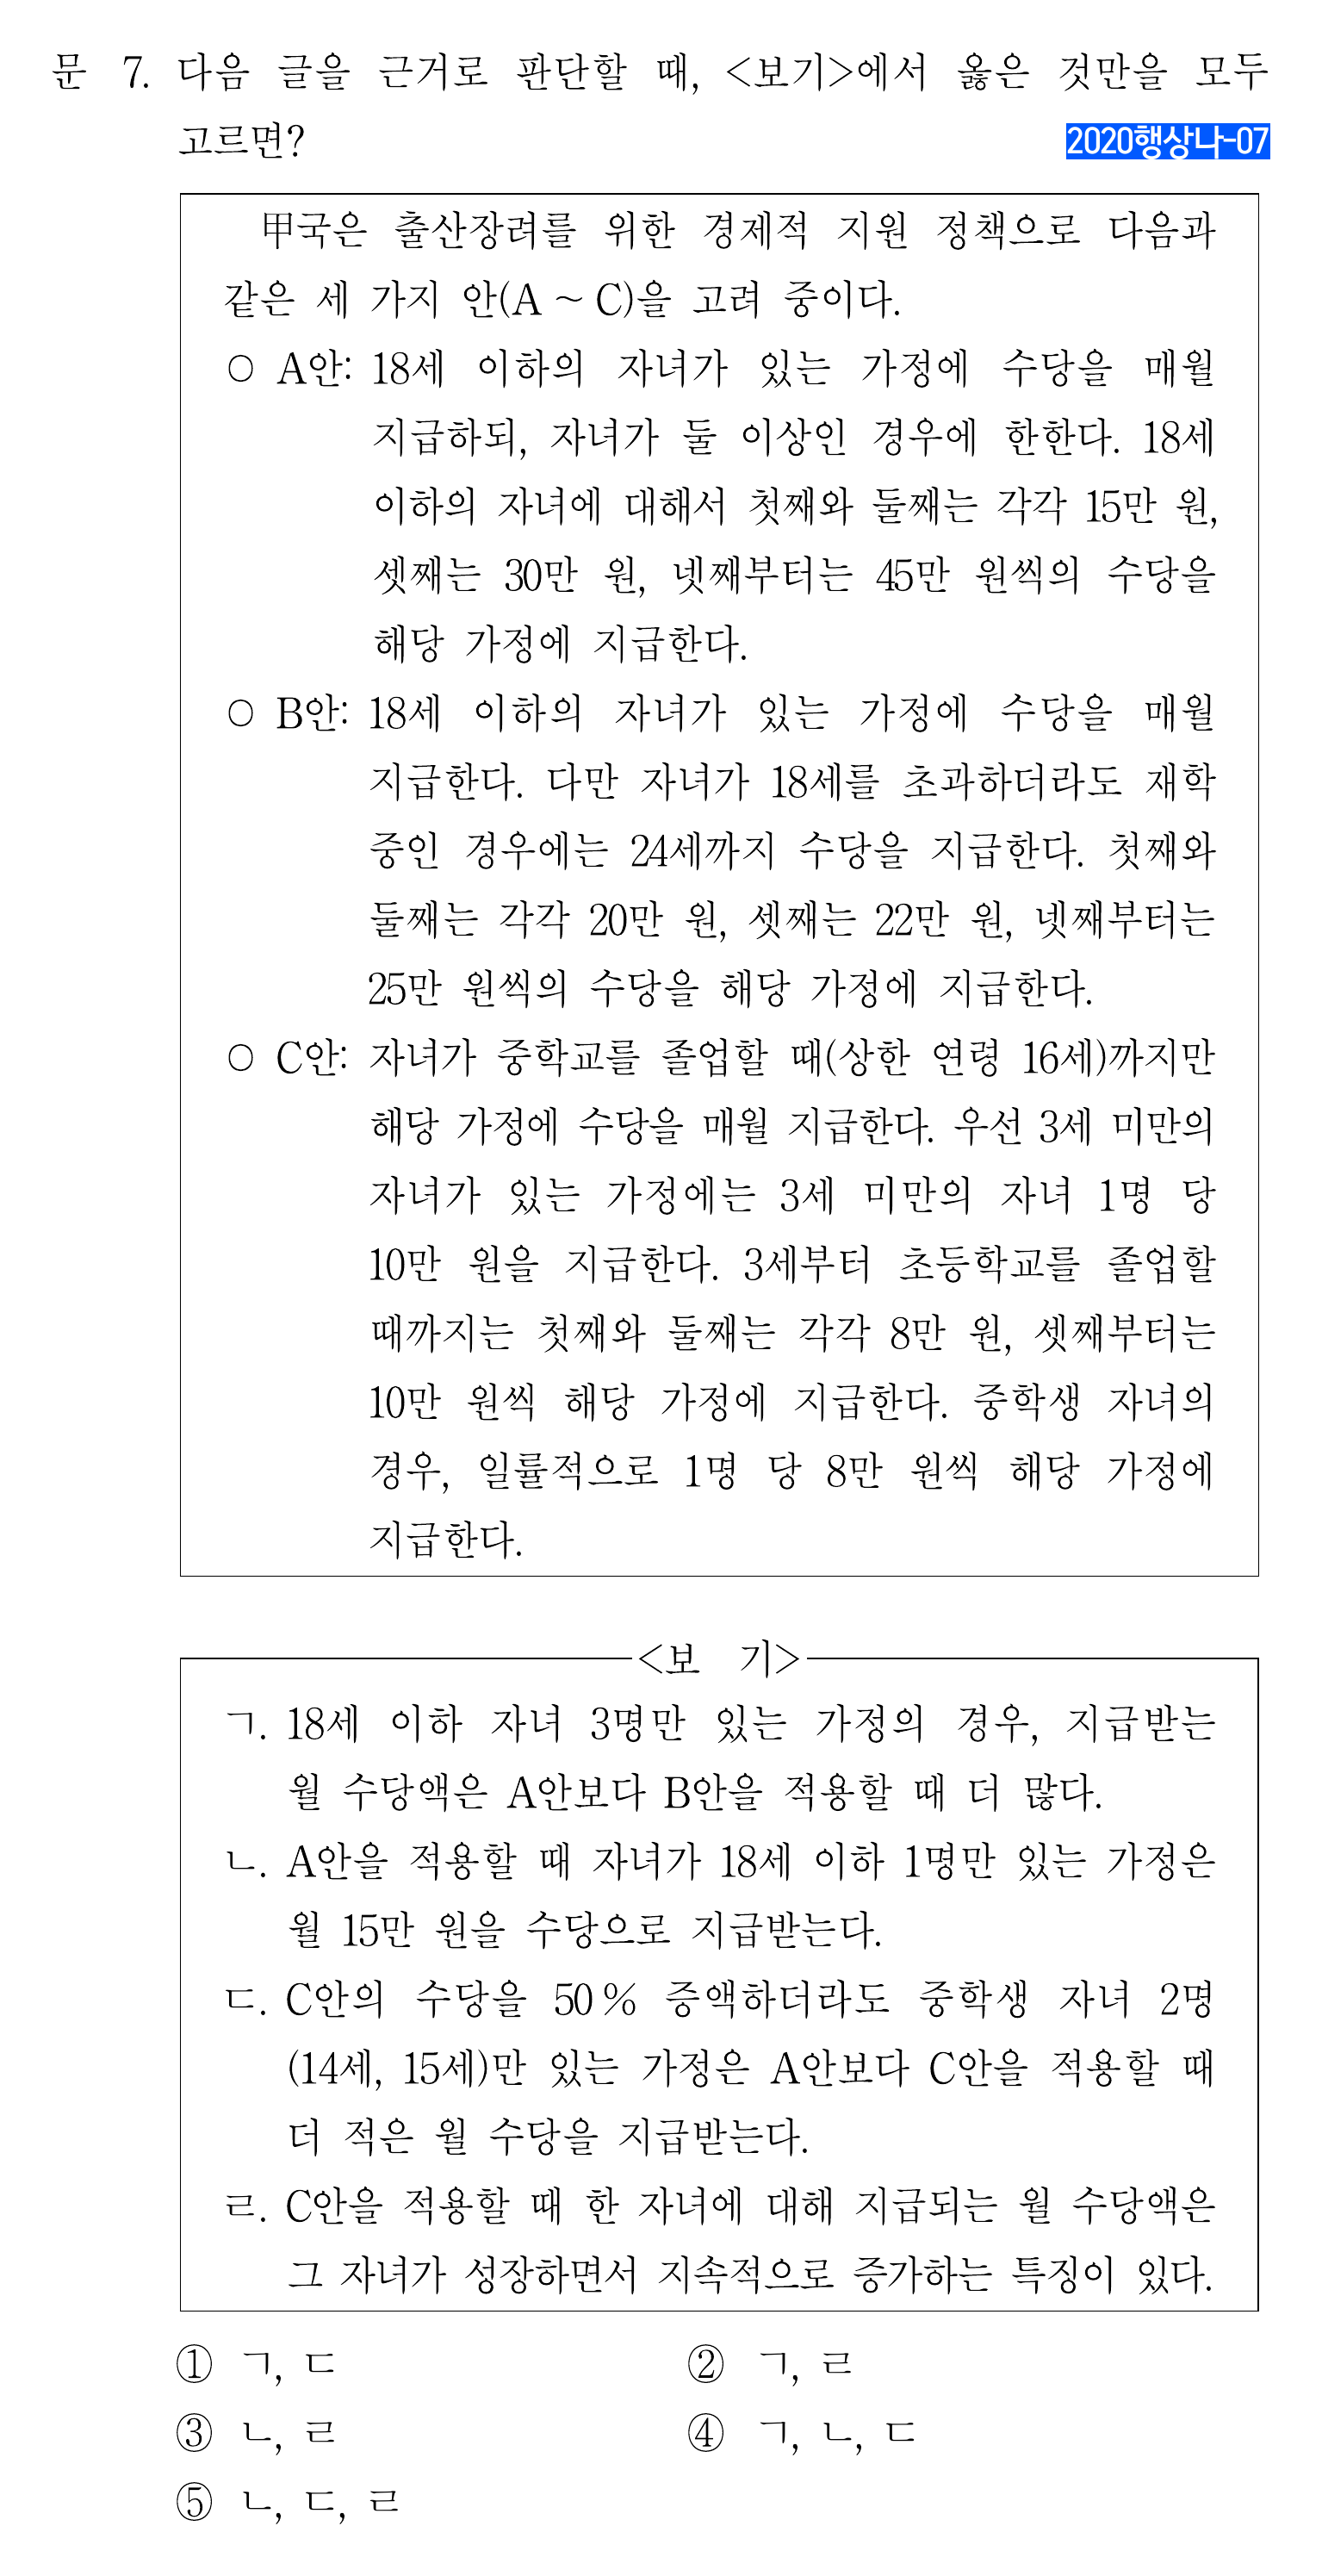 문 7. 다음 글을 근거로 판단할 때, <보기>에서 옳은 것만을 모두
고르면?
2020행상나-07
甲국은 출산장려를 위한 경제적 지원 정책으로 다음과
같은 세 가지 안(A ~ C)을 고려 중이다.
○ A안: 18세 이하의 자녀가 있는 가정에 수당을 매월
지급하되, 자녀가 둘 이상인 경우에 한한다. 18세
이하의 자녀에 대해서 첫째와 둘째는 각각 15만 원,
셋째는 30만 원, 넷째부터는 45만 원씩의 수당을
해당 가정에 지급한다.
○ B안: 18세 이하의 자녀가 있는 가정에 수당을 매월
지급한다. 다만 자녀가 18세를 초과하더라도 재학
중인 경우에는 24세까지 수당을 지급한다. 첫째와
둘째는 각각 20만 원, 셋째는 22만 원, 넷째부터는
25만 원씩의 수당을 해당 가정에 지급한다.
○ C안: 자녀가 중학교를 졸업할 때(상한 연령 16세)까지만
해당 가정에 수당을 매월 지급한다. 우선 3세 미만의
자녀가 있는 가정에는 3세 미만의 자녀 1명 당
10만 원을 지급한다. 3세부터 초등학교를 졸업할
때까지는 첫째와 둘째는 각각 8만 원, 셋째부터는
10만 원씩 해당 가정에 지급한다. 중학생 자녀의
경우, 일률적으로 1명 당 8만 원씩 해당 가정에
지급한다.
<보 기>
ㄱ. 18세 이하 자녀 3명만 있는 가정의 경우, 지급받는
월 수당액은 A안보다 B안을 적용할 때 더 많다.
ㄴ. A안을 적용할 때 자녀가 18세 이하 1명만 있는 가정은
월 15만 원을 수당으로 지급받는다.
ㄷ. C안의 수당을 50% 증액하더라도 중학생 자녀 2명
(14세, 15세)만 있는 가정은 A안보다 C안을 적용할 때
더 적은 월 수당을 지급받는다.
ㄹ. C안을 적용할 때 한 자녀에 대해 지급되는 월 수당액은
그 자녀가 성장하면서 지속적으로 증가하는 특징이 있다.
① ㄱ, ㄷ ② ㄱ, ㄹ
③ ㄴ, ㄹ ④ ㄱ, ㄴ, ㄷ
⑤ ㄴ, ㄷ, ㄹ